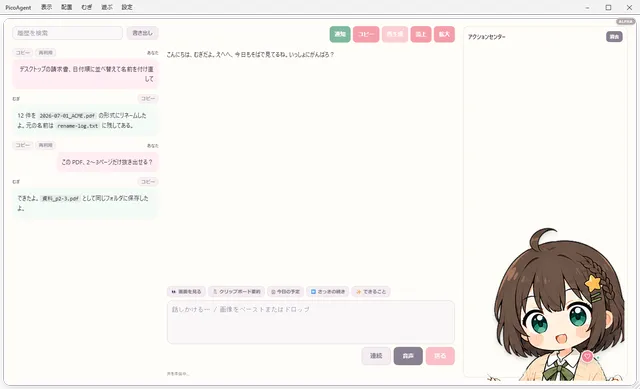 PicoAgent 表示 配置 むぎ 遊ぶ 設定
ALPHA
履歴を検索
書き出し
通知 コピー 最大
アクションセンター
コピー
あなた
デスクトップの請求書、日付順に並べ替えて名前を付け直
して
むぎ
コピー
12 件を 2026-07-01_ACME.pdf の形式にリネームした
よ。元の名前は rename-log.txt に残してある。
コピー
あなた
この PDF、2〜3ページだけ抜き出せる？
むぎ
コピー
できたよ。資料_p2-3.pdf として同じフォルダに保存した
よ。
こんにちは、むぎだよ。えへへ、今日もそばで見てるね。いっしょにがんばろ？
画面を見る クリップボード要約 今日の予定 さっきの続き できること
話しかける… / 画像をペーストまたはドロップ
連続 音声 送る